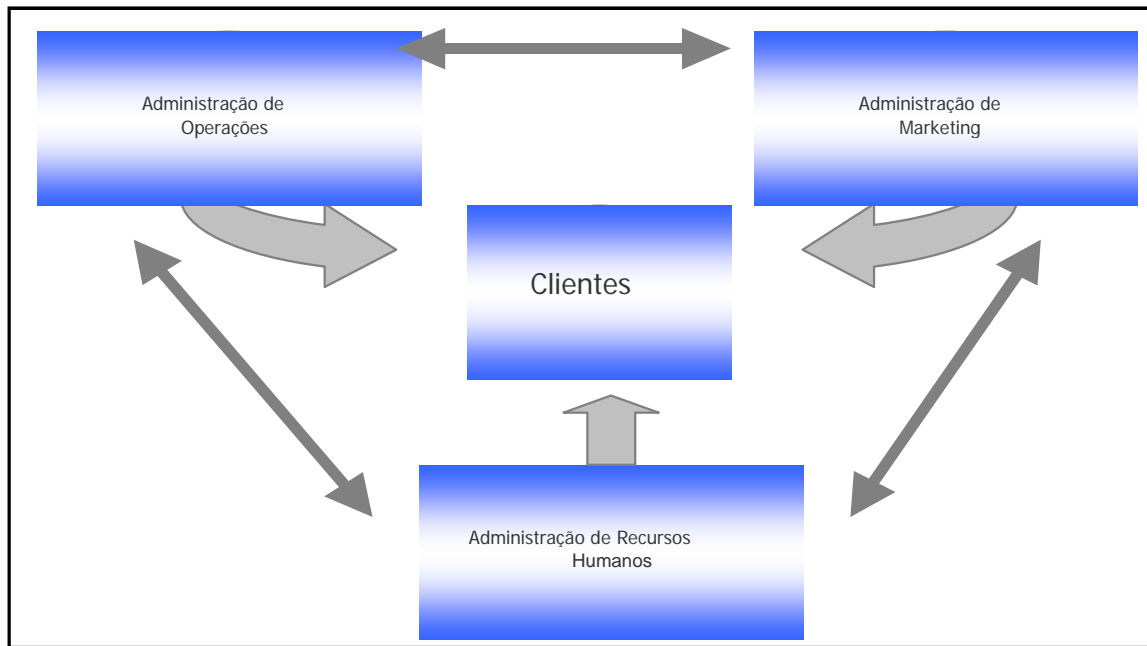 Administração de
Operações
Administração de
Marketing
Clientes
Administração de Recursos
Humanos